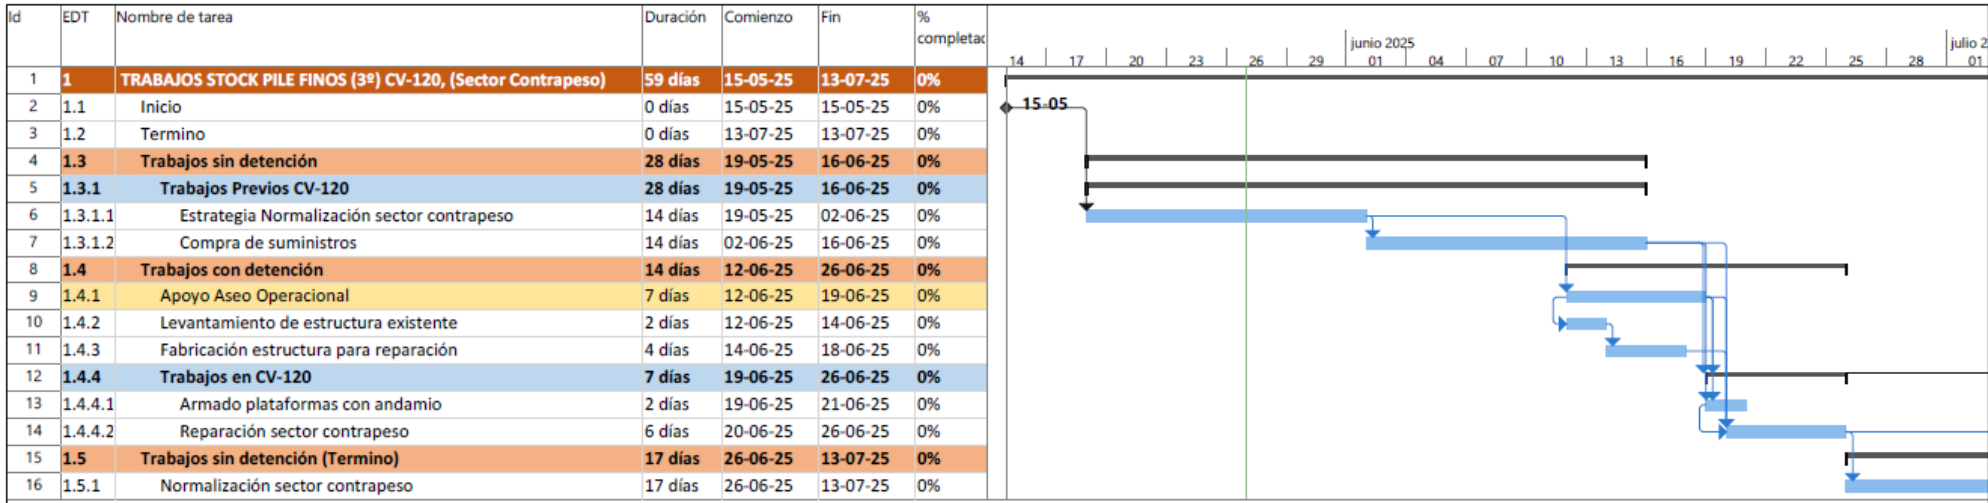 Id EDT Nombre de tarea Duración Comienzo Fin % completad
junio 2025 julio 2
14 17 20 23 26 29 01 04 07 10 13 16 19 22 25 28 01
1 1 TRABAJOS STOCK PILE FINOS (3º) CV-120, (Sector Contrapeso) 59 días 15-05-25 13-07-25 0%
2 1.1 Inicio 0 días 15-05-25 15-05-25 0% 15-05
3 1.2 Termino 0 días 13-07-25 13-07-25 0%
4 1.3 Trabajos sin detención 28 días 19-05-25 16-06-25 0%
5 1.3.1 Trabajos Previos CV-120 28 días 19-05-25 16-06-25 0%
6 1.3.1.1 Estrategia Normalización sector contrapeso 14 días 19-05-25 02-06-25 0%
7 1.3.1.2 Compra de suministros 14 días 02-06-25 16-06-25 0%
8 1.4 Trabajos con detención 14 días 12-06-25 26-06-25 0%
9 1.4.1 Apoyo Aseo Operacional 7 días 12-06-25 19-06-25 0%
10 1.4.2 Levantamiento de estructura existente 2 días 12-06-25 14-06-25 0%
11 1.4.3 Fabricación estructura para reparación 4 días 14-06-25 18-06-25 0%
12 1.4.4 Trabajos en CV-120 7 días 19-06-25 26-06-25 0%
13 1.4.4.1 Armado plataformas con andamio 2 días 19-06-25 21-06-25 0%
14 1.4.4.2 Reparación sector contrapeso 6 días 20-06-25 26-06-25 0%
15 1.5 Trabajos sin detención (Termino) 17 días 26-06-25 13-07-25 0%
16 1.5.1 Normalización sector contrapeso 17 días 26-06-25 13-07-25 0%